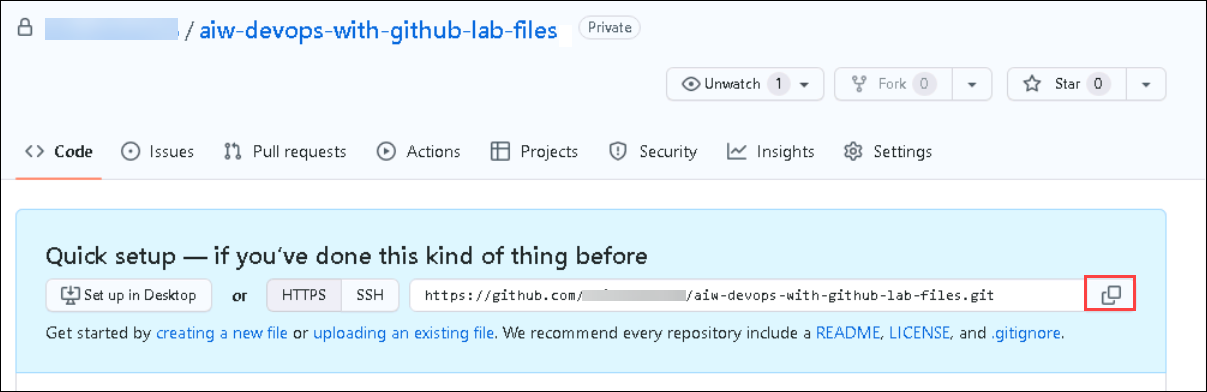 / aiw-devops-with-github-lab-files Private
Unwatch 1 Fork 0 Star 0
Code Issues Pull requests Actions Projects Security Insights Settings
Quick setup — if you've done this kind of thing before
Set up in Desktop or HTTPS SSH https://github.com/ /aiw-devops-with-github-lab-files.git
Get started by creating a new file or uploading an existing file. We recommend every repository include a README, LICENSE, and .gitignore.